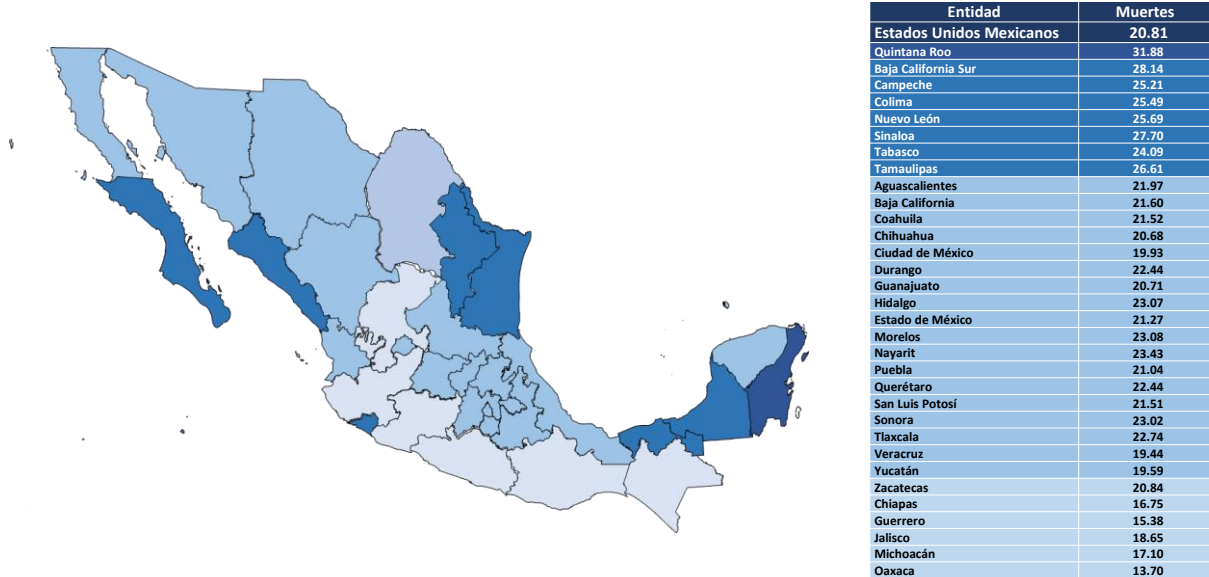 Entidad Muertes
Estados Unidos Mexicanos 20.81
Quintana Roo 31.88
Baja California Sur 28.14
Campeche 25.21
Colima 25.49
Nuevo León 25.69
Sinaloa 27.70
Tabasco 24.09
Tamaulipas 26.61
Aguascalientes 21.97
Baja California 21.60
Coahuila 21.52
Chihuahua 20.68
Ciudad de México 19.93
Durango 22.44
Guanajuato 20.71
Hidalgo 23.07
Estado de México 21.27
Morelos 23.08
Nayarit 23.43
Puebla 21.04
Querétaro 22.44
San Luis Potosí 21.51
Sonora 23.02
Tlaxcala 22.74
Veracruz 19.44
Yucatán 19.59
Zacatecas 20.84
Chiapas 16.75
Guerrero 15.38
Jalisco 18.65
Michoacán 17.10
Oaxaca 13.70